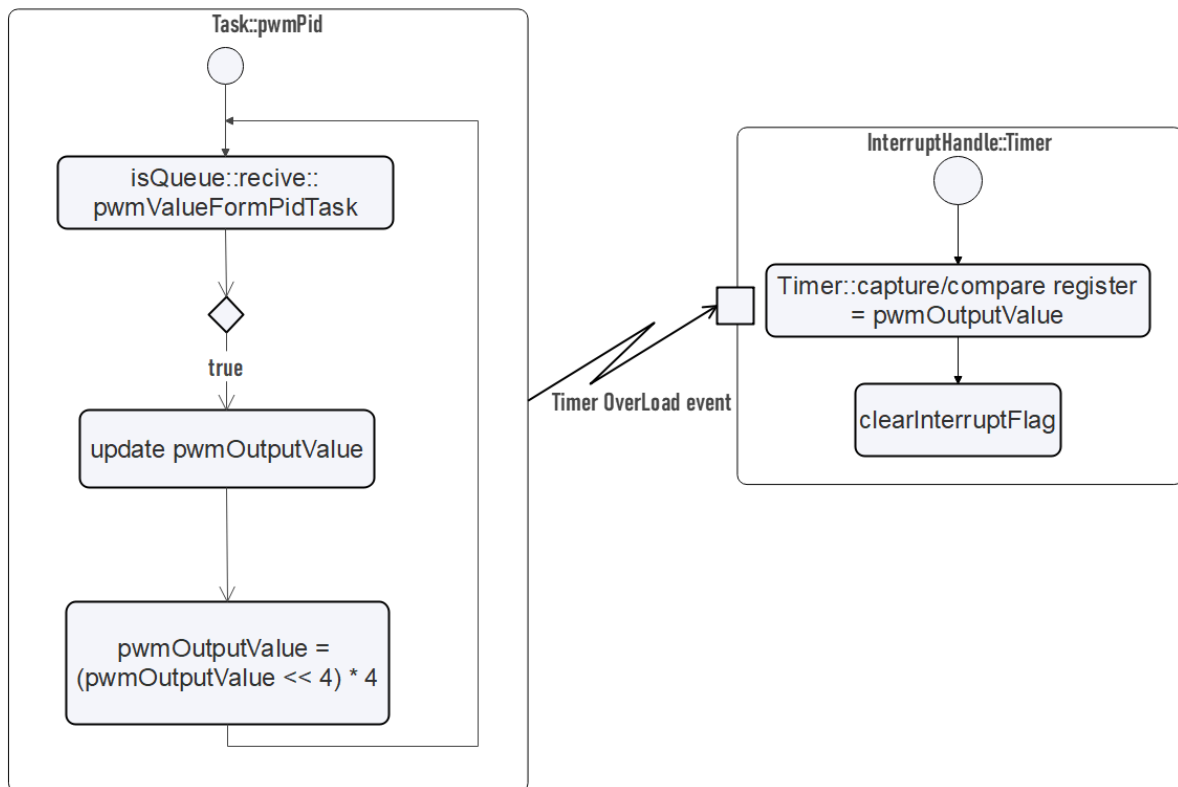 Task::pwmPid
isQueue::recive::
pwmValueFormPidTask
true
update pwmOutputValue
pwmOutputValue =
(pwmOutputValue << 4) * 4
Timer OverLoad event
InterruptHandle::Timer
Timer::capture/compare register
= pwmOutputValue
clearInterruptFlag